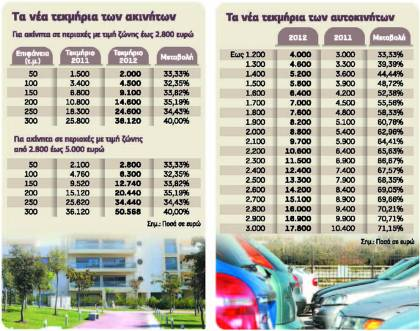 Τα νέα τεκμήρια των ακινήτων
Για ακίνητα σε περιοχές με τιμή ζώνης έως 2.800 ευρώ
Επιφάνεια (τ.μ.) Τεκμήριο 2011 Τεκμήριο 2012 Μεταβολή
50 1.500 2.000 33,33%
100 3.400 4.500 32,35%
150 6.800 9.100 33,82%
200 10.800 14.600 35,19%
250 18.300 24.600 34,43%
300 25.800 36.120 40,00%
Για ακίνητα σε περιοχές με τιμή ζώνης
από 2.800 έως 5.000 ευρώ
50 2.100 2.800 33,33%
100 4.760 6.300 32,35%
150 9.520 12.740 33,82%
200 15.120 20.440 35,19%
250 25.620 34.440 34,43%
300 36.120 50.568 40,00%
Σημ.: Ποσά σε ευρώ
Τα νέα τεκμήρια των αυτοκινήτων
2012 2011 Μεταβολή
Εως 1.200 4.000 3.000 33,33%
1.300 4.600 3.300 39,39%
1.400 5.200 3.600 44,44%
1.500 5.800 3.900 48,72%
1.600 6.400 4.200 52,38%
1.700 7.000 4.500 55,56%
1.800 7.600 4.800 58,33%
1.900 8.200 5.100 60,78%
2.000 8.800 5.400 62,96%
2.100 9.700 5.900 64,41%
2.200 10.600 6.400 65,63%
2.300 11.500 6.900 66,67%
2.400 12.400 7.400 67,57%
2.500 13.300 7.900 68,35%
2.600 14.200 8.400 69,05%
2.700 15.100 8.900 69,66%
2.800 16.000 9.400 70,21%
2.900 16.900 9.900 70,71%
3.000 17.800 10.400 71,15%
Σημ.: Ποσά σε ευρώ